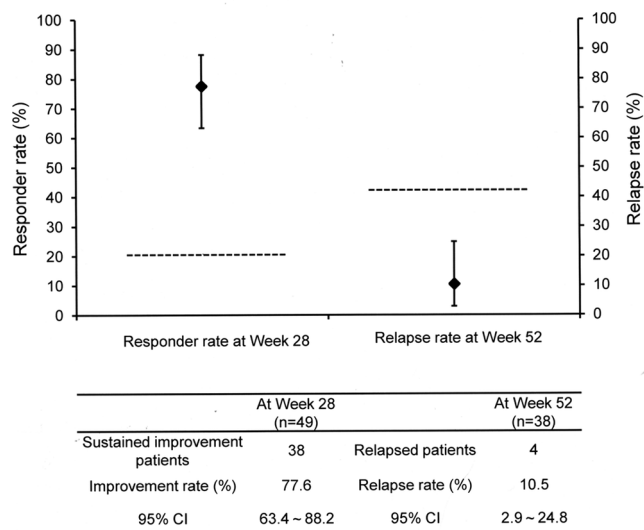 Responder rate (%)
100
90
80
70
60
50
40
30
20
10
0
100
90
80
70
60
50
40
30
20
10
0
Relapse rate (%)
Responder rate at Week 28
Relapse rate at Week 52
At Week 28
(n=49)
At Week 52
(n=38)
Sustained improvement
patients
38
Relapsed patients
4
Improvement rate (%)
77.6
Relapse rate (%)
10.5
95% CI
63.4 ~ 88.2
95% CI
2.9 ~ 24.8